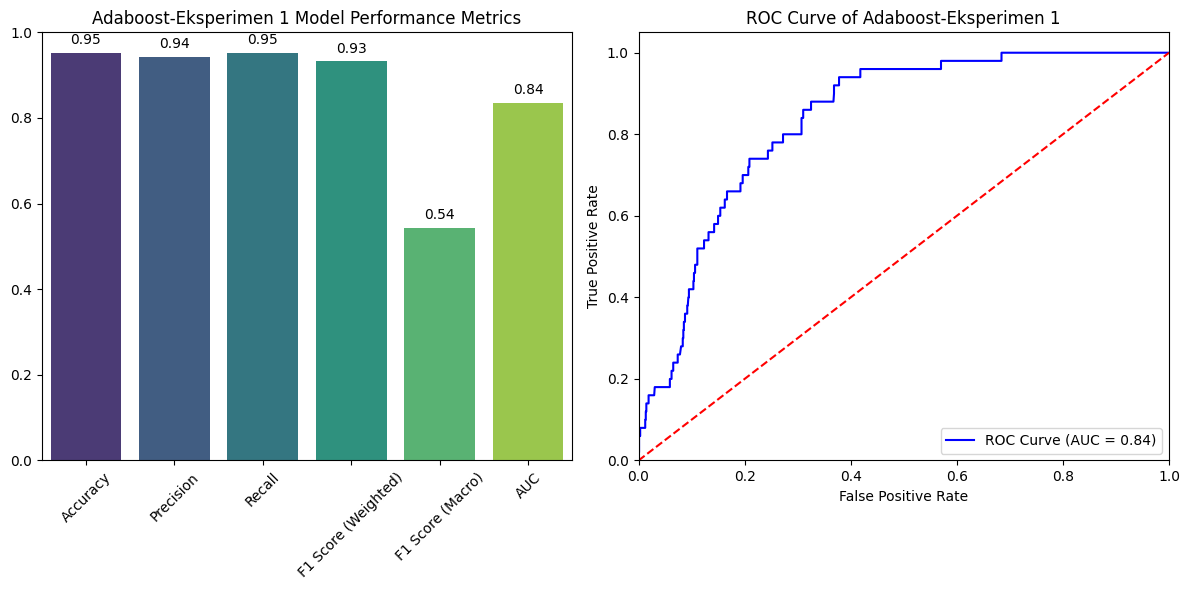 Adaboost-Eksperimen 1 Model Performance Metrics
1.0
0.8
0.6
0.4
0.2
0.0
0.95
0.94
0.95
0.93
0.54
0.84
Accuracy
Precision
Recall
F1 Score (Weighted)
F1 Score (Macro)
AUC
ROC Curve of Adaboost-Eksperimen 1
True Positive Rate
1.0
0.8
0.6
0.4
0.2
0.0
ROC Curve (AUC = 0.84)
0.0 0.2 0.4 0.6 0.8 1.0
False Positive Rate